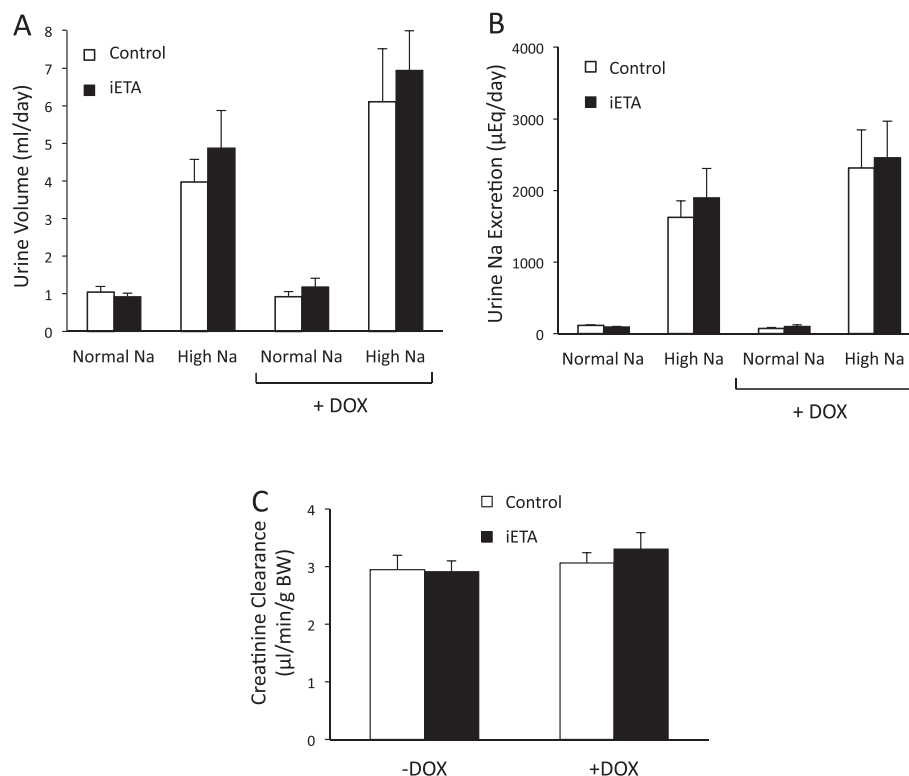 A
Control
iETA
Urine Volume (ml/day)
8
7
6
5
4
3
2
1
0
Normal Na High Na Normal Na High Na
+ DOX
B
Control
iETA
Urine Na Excretion (µEq/day)
4000
3000
2000
1000
0
Normal Na High Na Normal Na High Na
+ DOX
C
Control
iETA
Creatinine Clearance
(µl/min/g BW)
4
3
2
1
0
-DOX +DOX